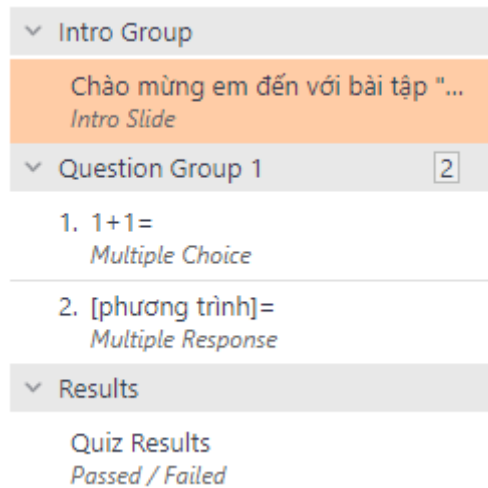 Intro Group
Chào mừng em đến với bài tập "...
Intro Slide
Question Group 1 2
1. 1+1=
Multiple Choice
2. [phương trình]=
Multiple Response
Results
Quiz Results
Passed / Failed